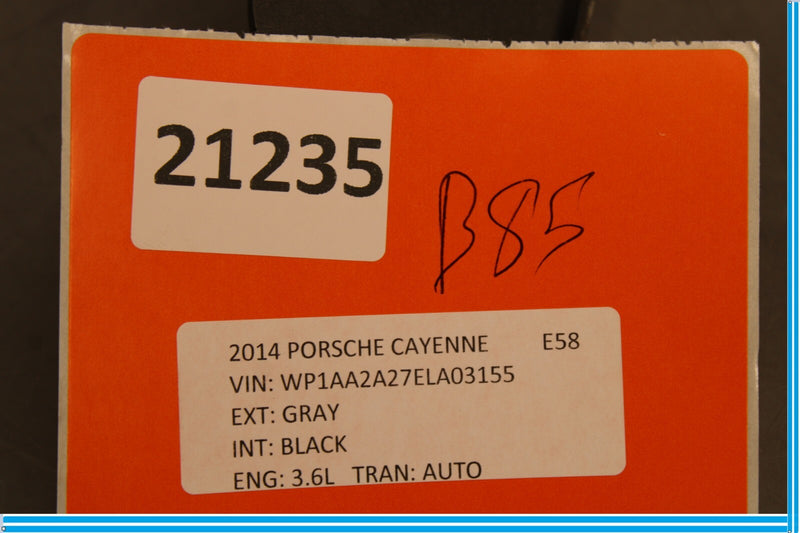 21235
B85
2014 PORSCHE CAYENNE E58
VIN: WP1AA2A27ELA03155
EXT: GRAY
INT: BLACK
ENG: 3.6L TRAN: AUTO